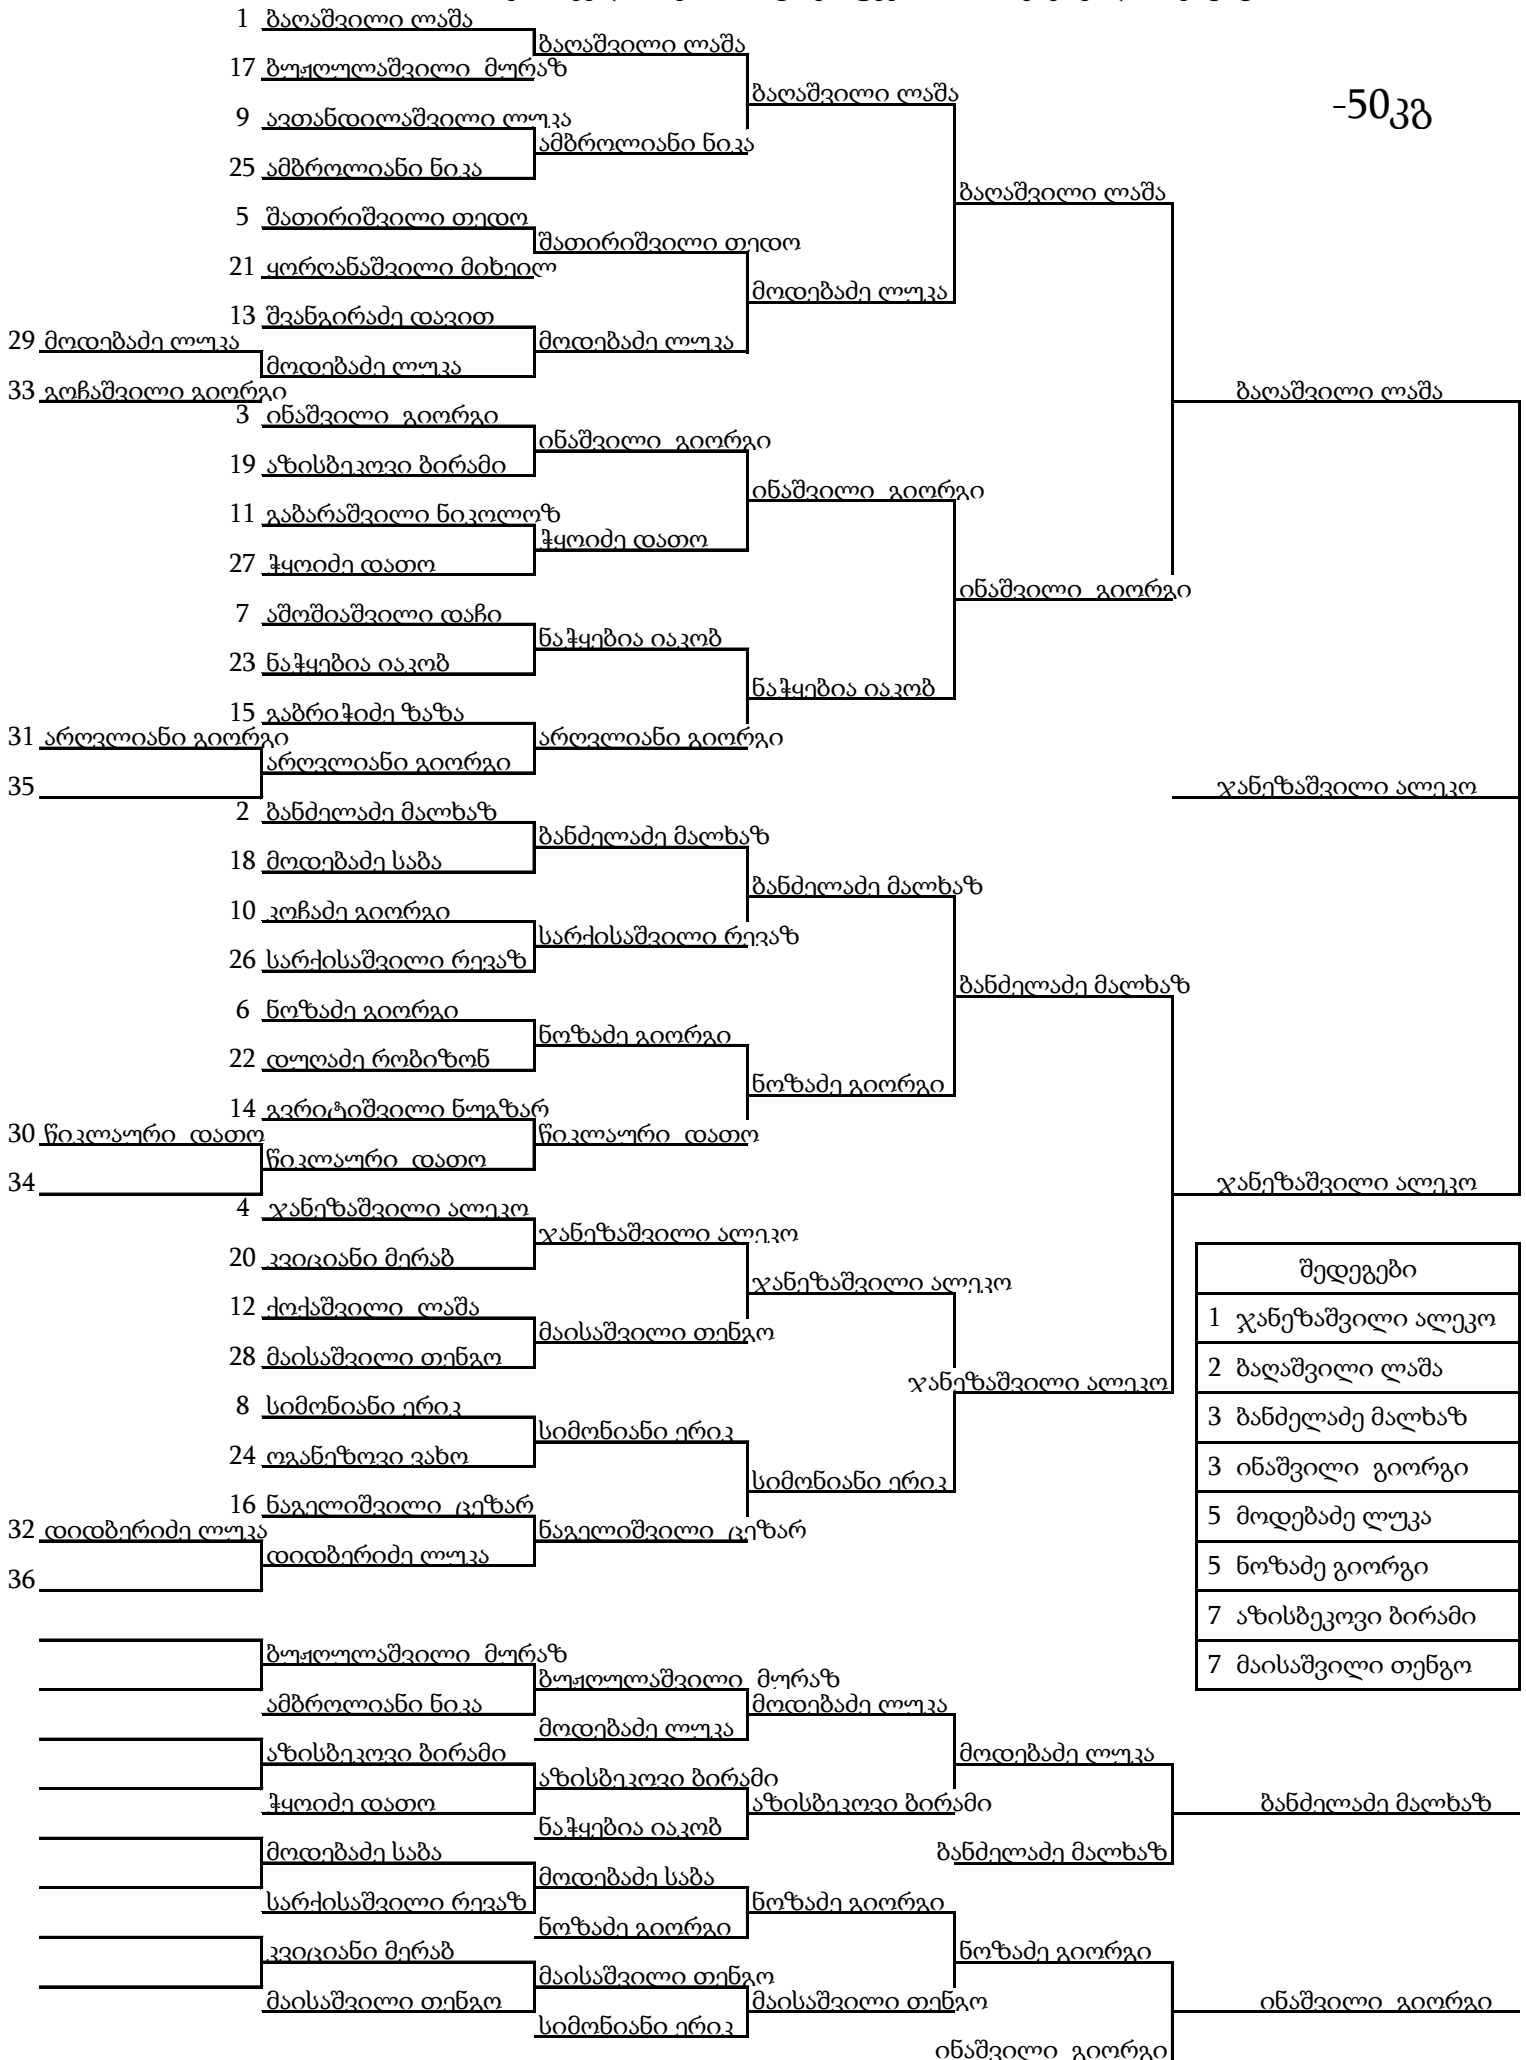 1 ბაღაშვილი ლაშა
ბაღაშვილი ლაშა
17 ბუჟღულაშვილი მურაზ
ბაღაშვილი ლაშა
-50კგ
9 ავთანდილაშვილი ლუკა
ამბროლიანი ნიკა
25 ამბროლიანი ნიკა
ბაღაშვილი ლაშა
5 შათირიშვილი თედო
შათირიშვილი თედო
21 ყორღანაშვილი მიხეილ
მოდებაძე ლუკა
13 შვანგირაძე დავით
29 მოდებაძე ლუკა
მოდებაძე ლუკა
მოდებაძე ლუკა
33 გოჩაშვილი გიორგი
ბაღაშვილი ლაშა
3 ინაშვილი გიორგი
ინაშვილი გიორგი
19 აზისბეკოვი ბირამი
ინაშვილი გიორგი
11 გაბარაშვილი ნიკოლოზ
ჭყოიძე დათო
27 ჭყოიძე დათო
ინაშვილი გიორგი
7 აშოშიაშვილი დაჩი
ნაჭყებია იაკობ
23 ნაჭყებია იაკობ
ნაჭყებია იაკობ
15 გაბრიჭიძე ზაზა
31 არღვლიანი გიორგი
არღვლიანი გიორგი
არღვლიანი გიორგი
35
ჯანეზაშვილი ალეკო
2 ბანძელაძე მალხაზ
ბანძელაძე მალხაზ
18 მოდებაძე საბა
ბანძელაძე მალხაზ
10 კოჩაძე გიორგი
სარქისაშვილი რევაზ
26 სარქისაშვილი რევაზ
ბანძელაძე მალხაზ
6 ნოზაძე გიორგი
ნოზაძე გიორგი
22 დუღაძე რობიზონ
ნოზაძე გიორგი
14 გვრიტიშვილი ნუგზარ
30 წიკლაური დათო
წიკლაური დათო
წიკლაური დათო
34
ჯანეზაშვილი ალეკო
4 ჯანეზაშვილი ალეკო
ჯანეზაშვილი ალეკო
20 კვიციანი მერაბ
ჯანეზაშვილი ალეკო
12 ქოქაშვილი ლაშა
მაისაშვილი თენგო
28 მაისაშვილი თენგო
ჯანეზაშვილი ალეკო
8 სიმონიანი ერიკ
სიმონიანი ერიკ
24 ოგანეზოვი ვახო
სიმონიანი ერიკ
16 ნაგელიშვილი ცეზარ
32 დიდბერიძე ლუკა
ნაგელიშვილი ცეზარ
დიდბერიძე ლუკა
36
შედეგები
1 ჯანეზაშვილი ალეკო
2 ბაღაშვილი ლაშა
3 ბანძელაძე მალხაზ
3 ინაშვილი გიორგი
5 მოდებაძე ლუკა
5 ნოზაძე გიორგი
7 აზისბეკოვი ბირამი
7 მაისაშვილი თენგო
ბუჟღულაშვილი მურაზ
ბუჟღულაშვილი მურაზ
ამბროლიანი ნიკა
მოდებაძე ლუკა
მოდებაძე ლუკა
აზისბეკოვი ბირამი
მოდებაძე ლუკა
აზისბეკოვი ბირამი
ჭყოიძე დათო
აზისბეკოვი ბირამი
ბანძელაძე მალხაზ
ნაჭყებია იაკობ
მოდებაძე საბა
ბანძელაძე მალხაზ
მოდებაძე საბა
სარქისაშვილი რევაზ
ნოზაძე გიორგი
ნოზაძე გიორგი
კვიციანი მერაბ
ნოზაძე გიორგი
მაისაშვილი თენგო
მაისაშვილი თენგო
მაისაშვილი თენგო
ინაშვილი გიორგი
სიმონიანი ერიკ
ინაშვილი გიორგი